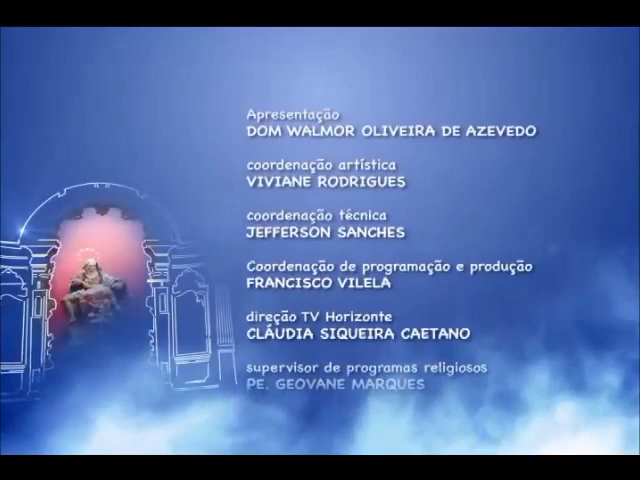 Apresentação
DOM WALMOR OLIVEIRA DE AZEVEDO
coordenação artística
VIVIANE RODRIGUES
coordenação técnica
JEFFERSON SANCHES
Coordenação de programação e produção
FRANCISCO VILELA
direção TV Horizonte
CLÁUDIA SIQUEIRA CAETANO
supervisor de programas religiosos
PE. GEOVANE MARQUES